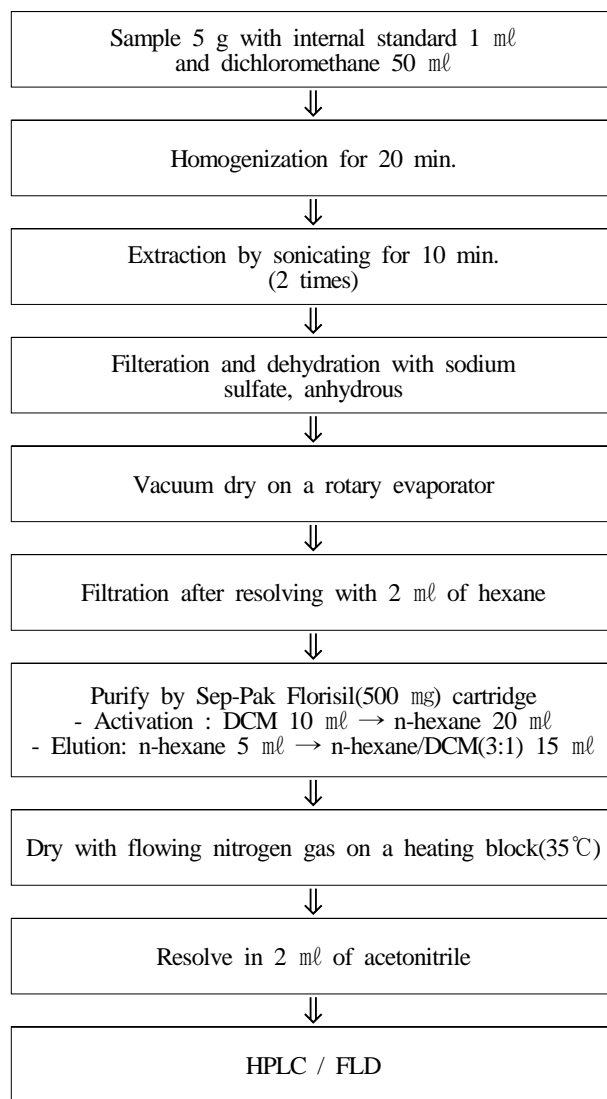 Sample 5 g with internal standard 1 ㎖
and dichloromethane 50 ㎖
⇓
Homogenization for 20 min.
⇓
Extraction by sonicating for 10 min.
(2 times)
⇓
Filteration and dehydration with sodium
sulfate, anhydrous
⇓
Vacuum dry on a rotary evaporator
⇓
Filtration after resolving with 2 ㎖ of hexane
⇓
Purify by Sep-Pak Florisil(500 ㎎) cartridge
- Activation : DCM 10 ㎖ → n-hexane 20 ㎖
- Elution: n-hexane 5 ㎖ → n-hexane/DCM(3:1) 15 ㎖
⇓
Dry with flowing nitrogen gas on a heating block(35℃)
⇓
Resolve in 2 ㎖ of acetonitrile
⇓
HPLC / FLD